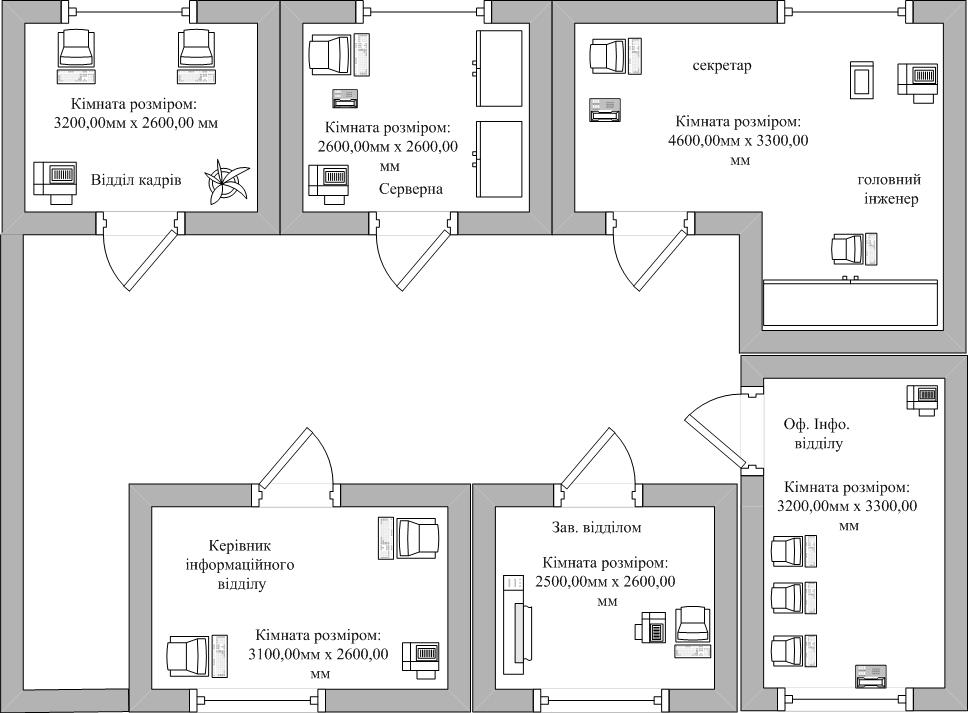 Кімната розміром:
3200,00мм x 2600,00 мм
Відділ кадрів
Кімната розміром:
2600,00мм x 2600,00
мм
Серверна
секретар
Кімната розміром:
4600,00мм x 3300,00
мм
головний
інженер
Оф. Інфо.
відділу
Кімната розміром:
3200,00мм x 3300,00
мм
Керівник
інформаційного
відділу
Кімната розміром:
3100,00мм x 2600,00
мм
Зав. відділом
Кімната розміром:
2500,00мм x 2600,00
мм